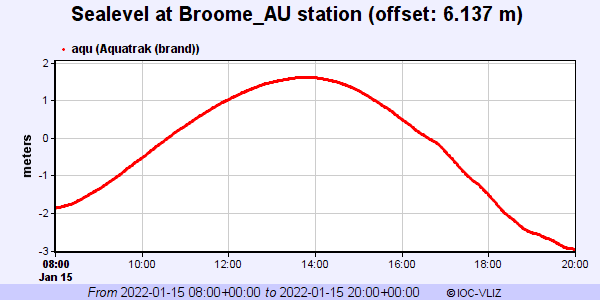 Sealevel at Broome_AU station (offset: 6.137 m)
aqu (Aquatrak (brand))
meters
2
1
0
-1
-2
-3
08:00 10:00 12:00 14:00 16:00 18:00 20:00
Jan 15
From 2022-01-15 08:00+00:00 to 2022-01-15 20:00+00:00 © IOC-VLIZ